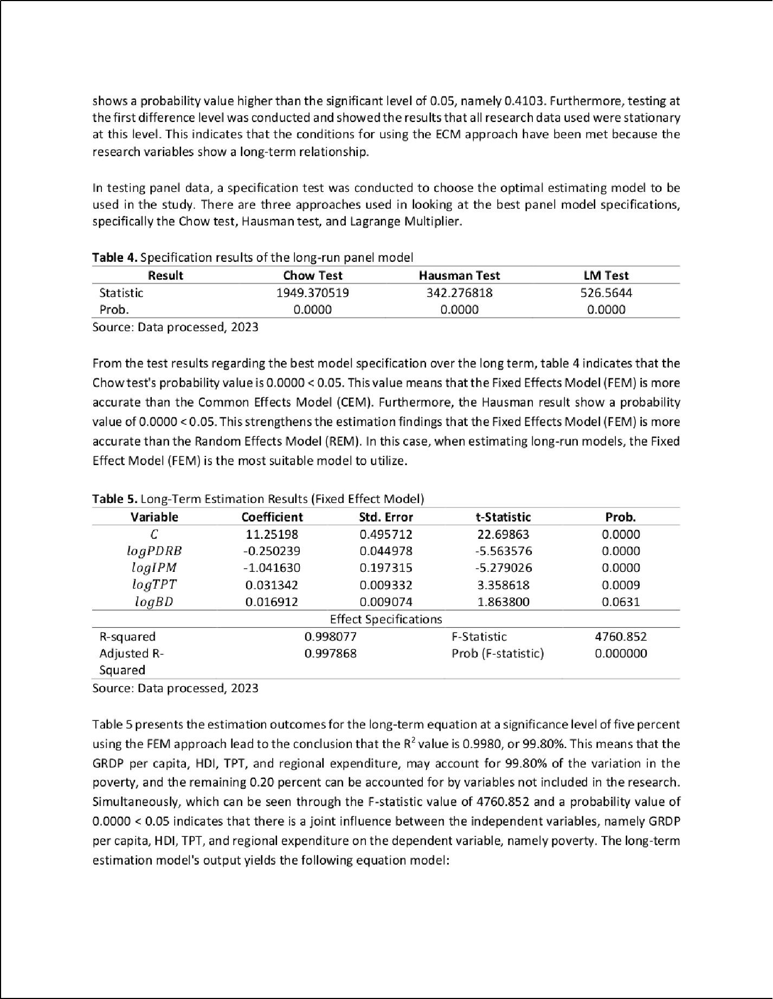 shows a probability value higher than the significant level of 0.05, namely 0.4103. Furthermore, testing at
the first difference level was conducted and showed the results that all research data used were stationary
at this level. This indicates that the conditions for using the ECM approach have been met because the
research variables show a long-term relationship.
In testing panel data, a specification test was conducted to choose the optimal estimating model to be
used in the study. There are three approaches used in looking at the best panel model specifications,
specifically the Chow test, Hausman test, and Lagrange Multiplier.
Table 4. Specification results of the long-run panel model
Result Chow Test Hausman Test LM Test
Statistic 1949.370519 342.276818 526.5644
Prob. 0.0000 0.0000 0.0000
Source: Data processed, 2023
From the test results regarding the best model specification over the long term, table 4 indicates that the
Chow test's probability value is 0.0000 < 0.05. This value means that the Fixed Effects Model (FEM) is more
accurate than the Common Effects Model (CEM). Furthermore, the Hausman result show a probability
value of 0.0000 < 0.05. This strengthens the estimation findings that the Fixed Effects Model (FEM) is more
accurate than the Random Effects Model (REM). In this case, when estimating long-run models, the Fixed
Effect Model (FEM) is the most suitable model to utilize.
Table 5. Long-Term Estimation Results (Fixed Effect Model)
Variable Coefficient Std. Error t-Statistic Prob.
C 11.25198 0.495712 22.69863 0.0000
logPDRB -0.250239 0.044978 -5.563576 0.0000
logIPM -1.041630 0.197315 -5.279026 0.0000
logTPT 0.031342 0.009332 3.358618 0.0009
logBD 0.016912 0.009074 1.863800 0.0631
Effect Specifications
R-squared 0.998077 F-Statistic 4760.852
Adjusted R- 0.997868 Prob (F-statistic) 0.000000
Squared
Source: Data processed, 2023
Table 5 presents the estimation outcomes for the long-term equation at a significance level of five percent
using the FEM approach lead to the conclusion that the R² value is 0.9980, or 99.80%. This means that the
GRDP per capita, HDI, TPT, and regional expenditure, may account for 99.80% of the variation in the
poverty, and the remaining 0.20 percent can be accounted for by variables not included in the research.
Simultaneously, which can be seen through the F-statistic value of 4760.852 and a probability value of
0.0000 < 0.05 indicates that there is a joint influence between the independent variables, namely GRDP
per capita, HDI, TPT, and regional expenditure on the dependent variable, namely poverty. The long-term
estimation model's output yields the following equation model: